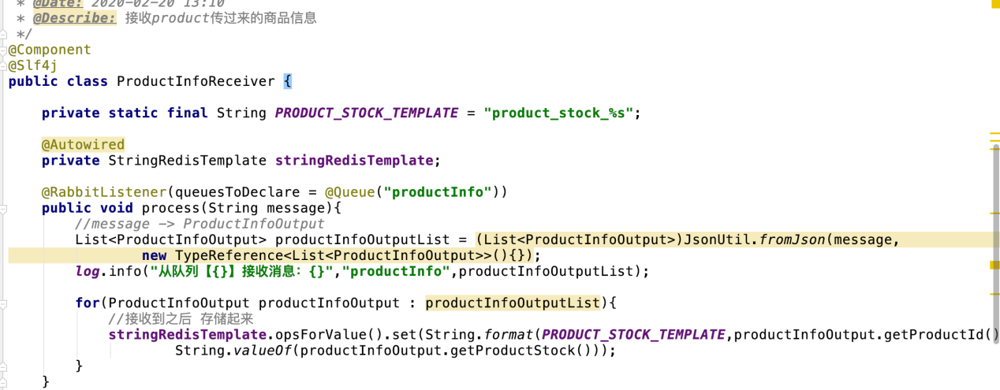 * @Date: 2020-02-20 13:10
* @Describe: 接收product传过来的商品信息
*/
@Component
@Slf4j
public class ProductInfoReceiver {
private static final String PRODUCT_STOCK_TEMPLATE = "product_stock_%s";
@Autowired
private StringRedisTemplate stringRedisTemplate;
@RabbitListener(queuesToDeclare = @Queue("productInfo"))
public void process(String message){
//message -> ProductInfoOutput
List<ProductInfoOutput> productInfoOutputList = (List<ProductInfoOutput>)JsonUtil.fromJson(message,
new TypeReference<List<ProductInfoOutput>>(){});
log.info("从队列【{}】接收消息：{}","productInfo",productInfoOutputList);
for(ProductInfoOutput productInfoOutput : productInfoOutputList){
//接收到之后 存储起来
stringRedisTemplate.opsForValue().set(String.format(PRODUCT_STOCK_TEMPLATE,productInfoOutput.getProductId()
String.valueOf(productInfoOutput.getProductStock()));
}
}